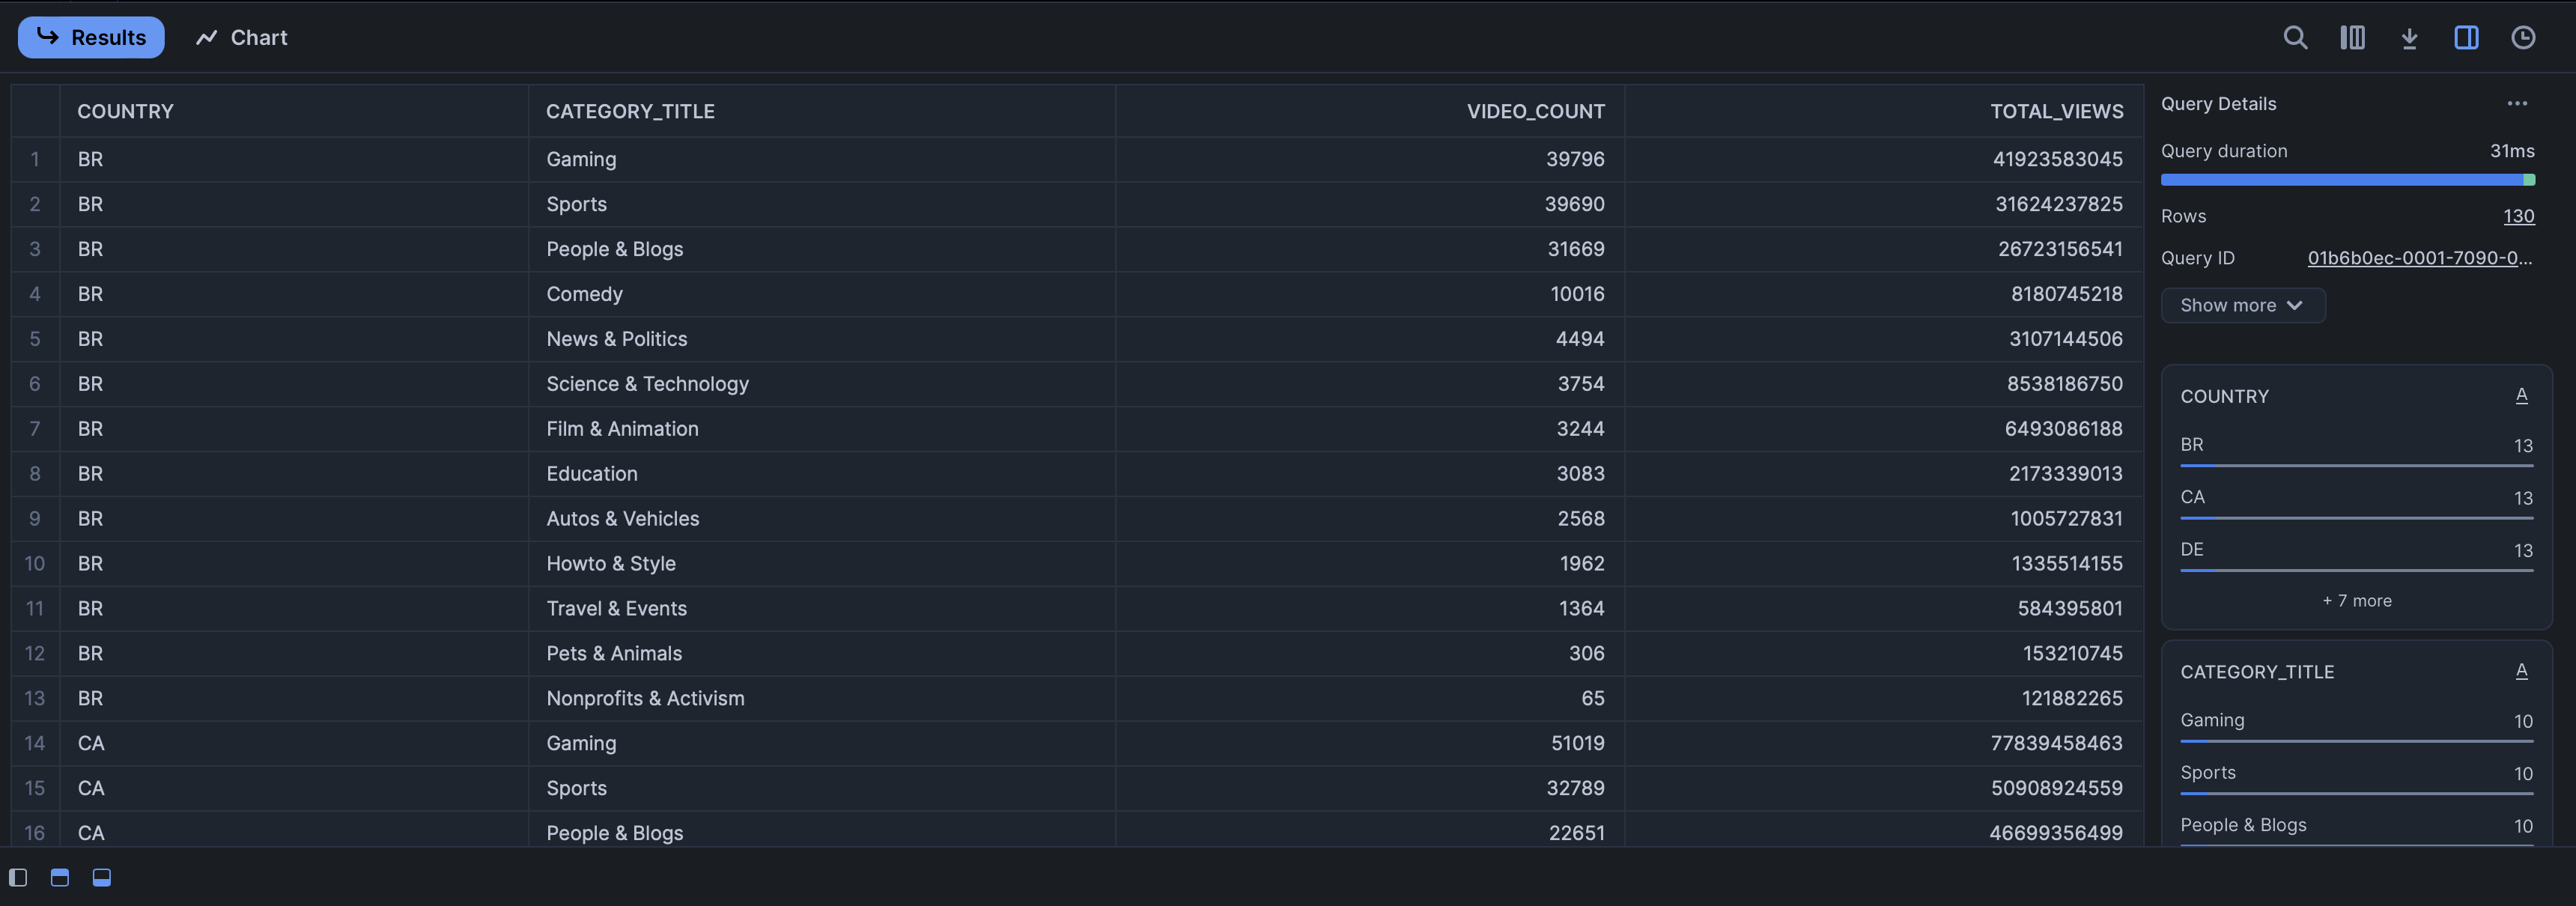 Results Chart
COUNTRY CATEGORY_TITLE VIDEO_COUNT TOTAL_VIEWS
1 BR Gaming 39796 41923583045
2 BR Sports 39690 31624237825
3 BR People & Blogs 31669 26723156541
4 BR Comedy 10016 8180745218
5 BR News & Politics 4494 3107144506
6 BR Science & Technology 3754 8538186750
7 BR Film & Animation 3244 6493086188
8 BR Education 3083 2173339013
9 BR Autos & Vehicles 2568 1005727831
10 BR Howto & Style 1962 1335514155
11 BR Travel & Events 1364 584395801
12 BR Pets & Animals 306 153210745
13 BR Nonprofits & Activism 65 121882265
14 CA Gaming 51019 77839458463
15 CA Sports 32789 50908924559
16 CA People & Blogs 22651 46699356499
Query Details ...
Query duration 31ms
Rows 130
Query ID 01b6b0ec-0001-7090-0...
Show more
COUNTRY A
BR 13
CA 13
DE 13
+ 7 more
CATEGORY_TITLE A
Gaming 10
Sports 10
People & Blogs 10